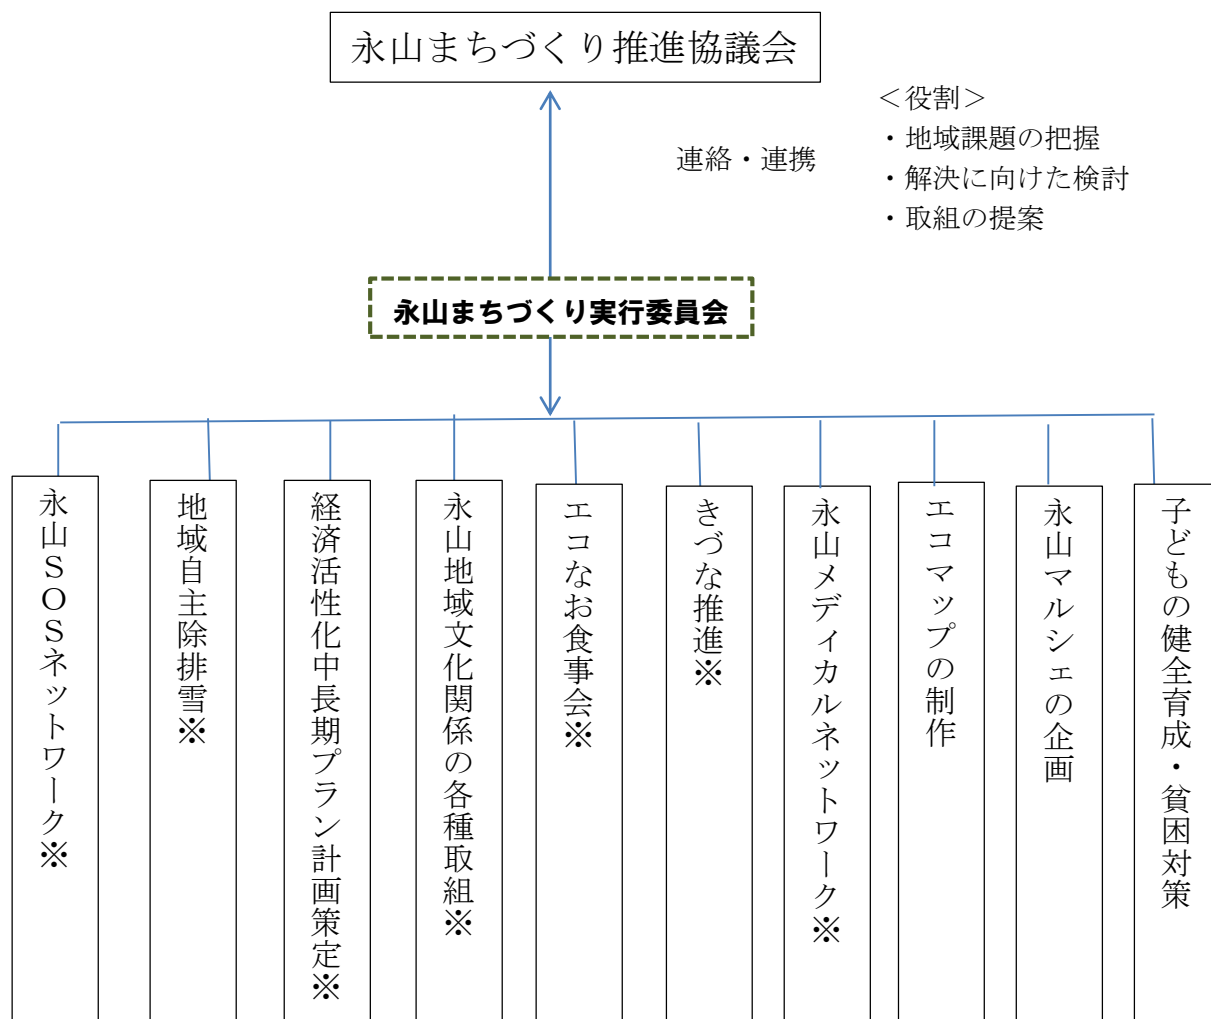 永山まちづくり推進協議会
＜役割＞
・地域課題の把握
・解決に向けた検討
・取組の提案
連絡・連携
永山まちづくり実行委員会
永山ＳＯＳネットワーク※
地域自主除排雪※
経済活性化中長期プラン計画策定※
永山地域文化関係の各種取組※
エコなお食事会※
きづな推進※
永山メディカルネットワーク※
エコマップの制作
永山マルシェの企画
子どもの健全育成・貧困対策